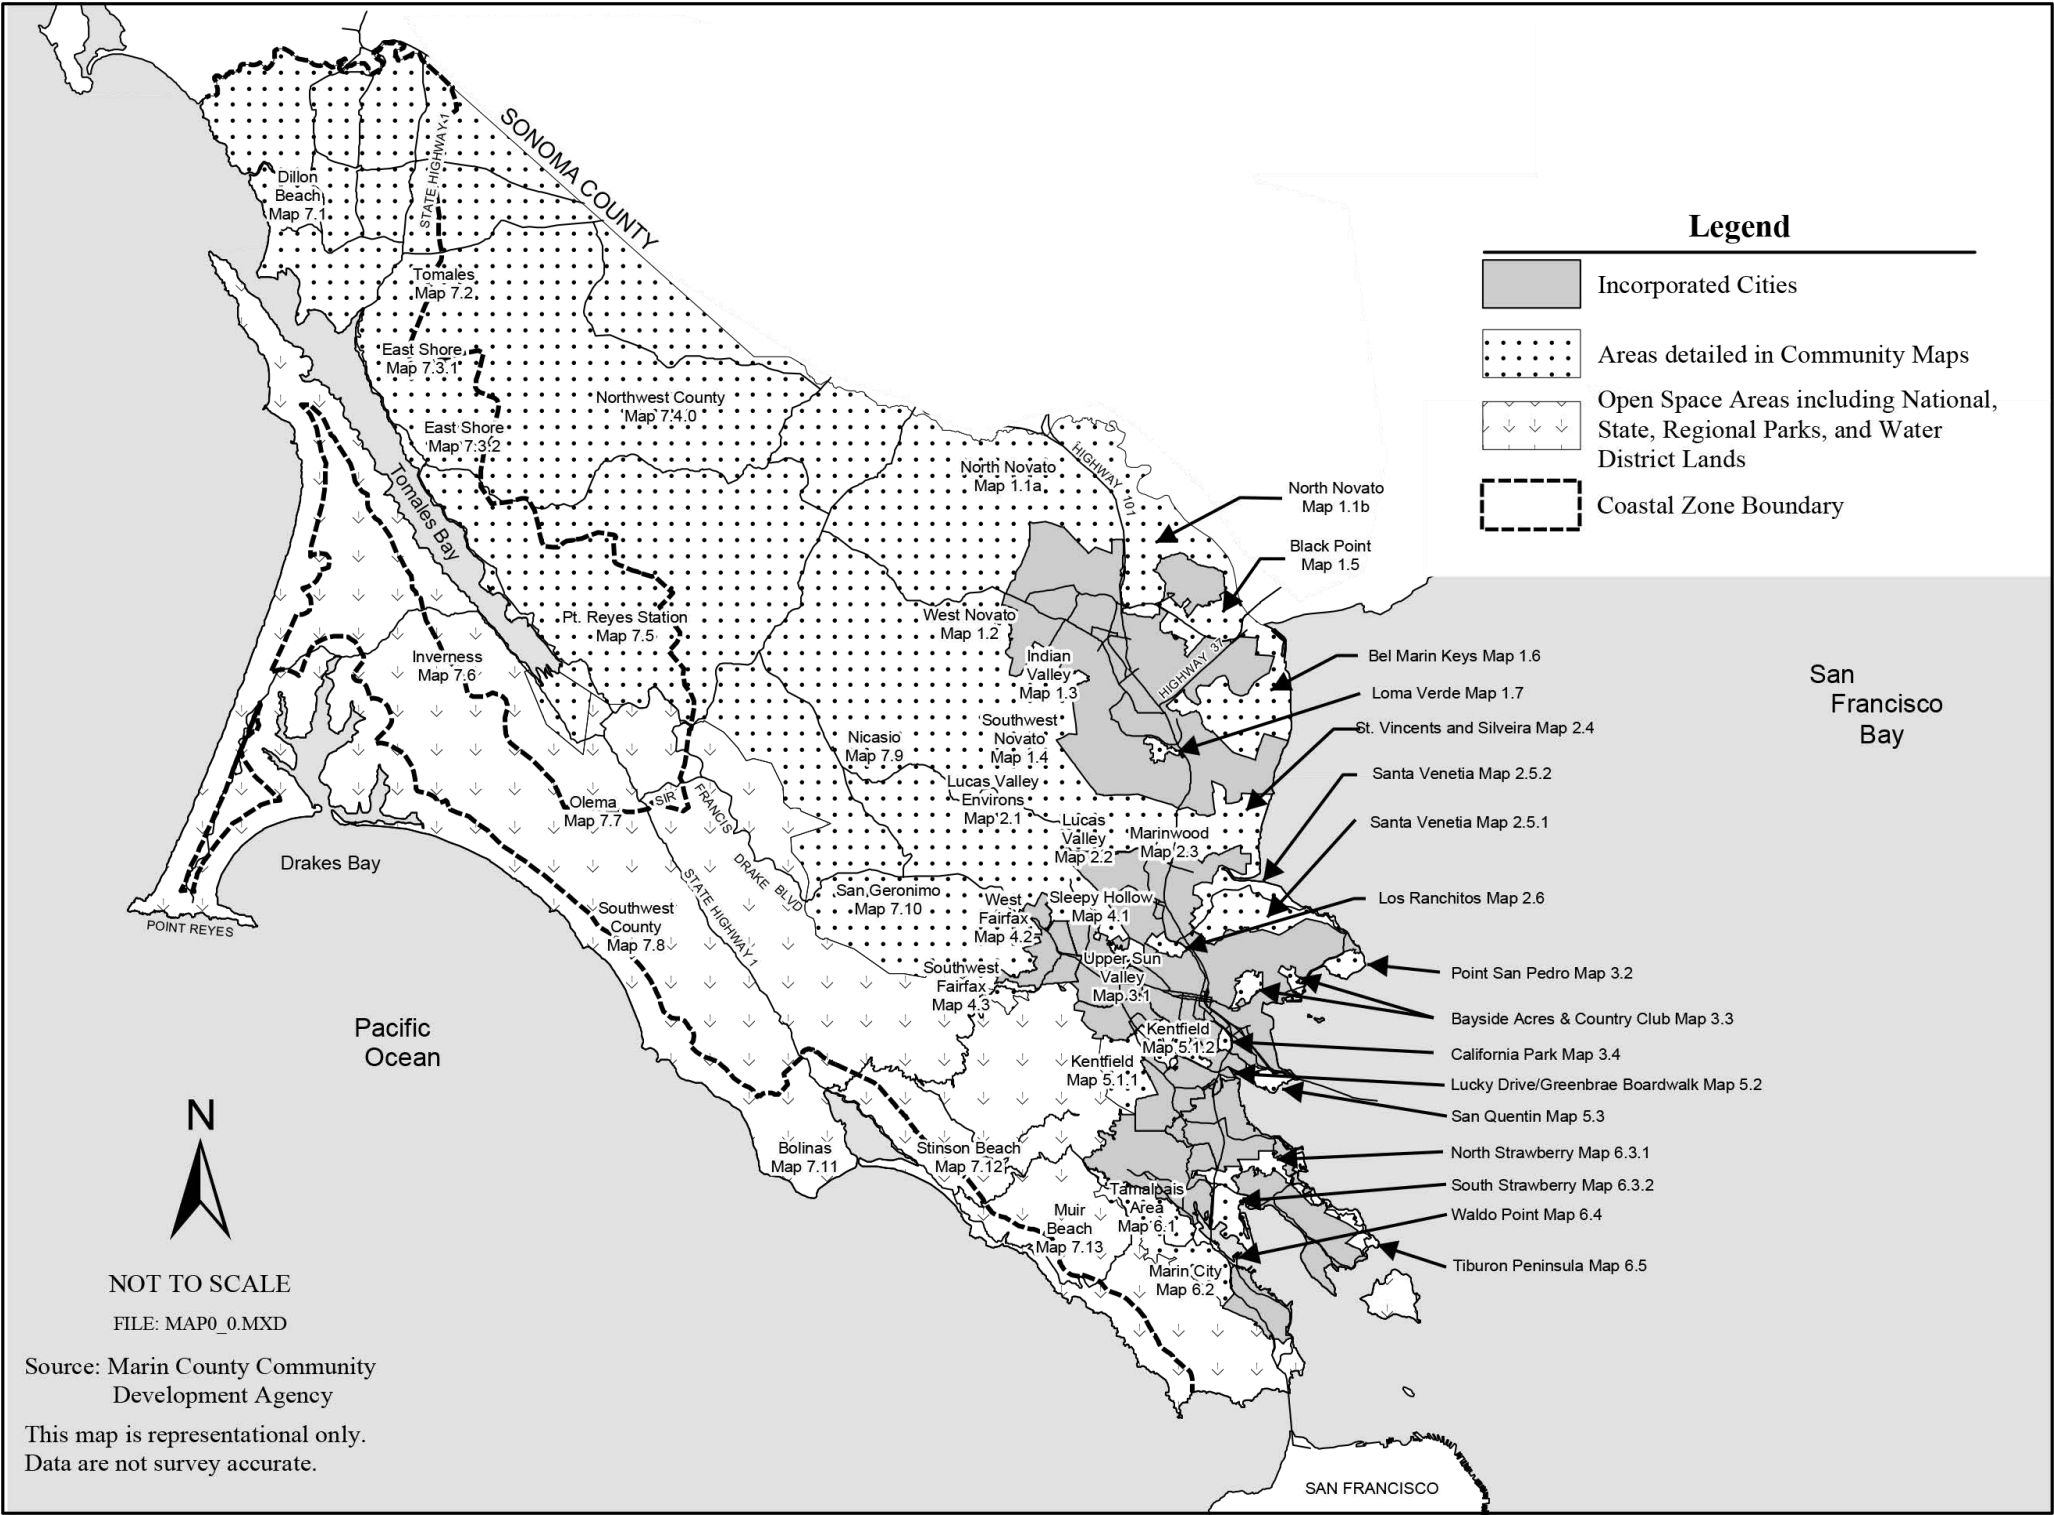 SONOMA COUNTY
STATE HIGHWAY 1
Dillon
Beach
Map 7.1
Tomales
Map 7.2
East Shore
Map 7.3.1
Northwest County
Map 7.4.0
East Shore
Map 7.3.2
Tomales Bay
North Novato
Map 1.1a
HIGHWAY 101
North Novato
Map 1.1b
Black Point
Map 1.5
Pt. Reyes Station
Map 7.5
West Novato
Map 1.2
Inverness
Map 7.6
Indian
Valley
Map 1.3
HIGHWAY 37
Bel Marin Keys Map 1.6
Loma Verde Map 1.7
St. Vincents and Silveira Map 2.4
Southwest
Novato
Map 1.4
Nicasio
Map 7.9
Santa Venetia Map 2.5.2
Lucas Valley
Environs
Map 2.1
Olema
Map 7.7
SIR FRANCIS DRAKE BLVD
Santa Venetia Map 2.5.1
Lucas
Valley
Map 2.2
Marinwood
Map 2.3
Drakes Bay
POINT REYES
San Geronimo
Map 7.10
West
Fairfax
Map 4.2
Sleepy Hollow
Map 4.1
Los Ranchitos Map 2.6
Southwest
County
Map 7.8
STATE HIGHWAY 1
Southwest
Fairfax
Map 4.3
Upper Sun
Valley
Map 3.1
Point San Pedro Map 3.2
Bayside Acres & Country Club Map 3.3
Kentfield
Map 5.1.2
California Park Map 3.4
Kentfield
Map 5.1.1
Lucky Drive/Greenbrae Boardwalk Map 5.2
San Quentin Map 5.3
Pacific
Ocean
Bolinas
Map 7.11
Stinson Beach
Map 7.12
North Strawberry Map 6.3.1
South Strawberry Map 6.3.2
Tamalpais
Area
Map 6.1
Waldo Point Map 6.4
Muir
Beach
Map 7.13
Tiburon Peninsula Map 6.5
Marin City
Map 6.2
SAN FRANCISCO
San
Francisco
Bay
Legend
Incorporated Cities
Areas detailed in Community Maps
Open Space Areas including National,
State, Regional Parks, and Water
District Lands
Coastal Zone Boundary
N
NOT TO SCALE
FILE: MAP0_0.MXD
Source: Marin County Community
Development Agency
This map is representational only.
Data are not survey accurate.